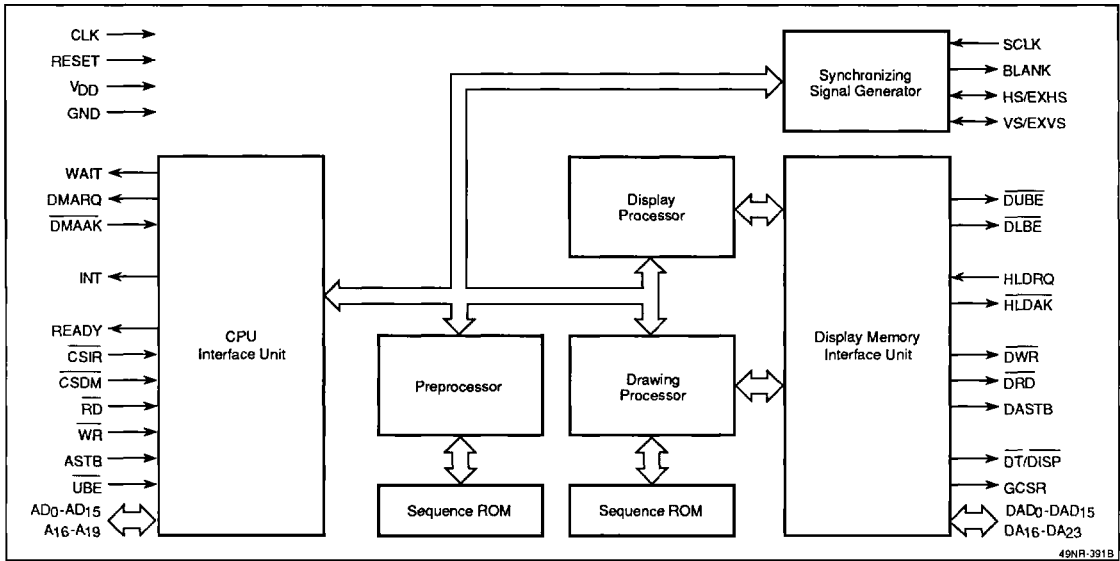 CLK
RESET
VDD
GND
WAIT
DMARQ
DMAAK
INT
READY
CSIR
CSDM
RD
WR
ASTB
UBE
AD0-AD15
A16-A19
CPU
Interface Unit
Preprocessor
Sequence ROM
Display
Processor
Drawing
Processor
Sequence ROM
Synchronizing
Signal Generator
Display Memory
Interface Unit
SCLK
BLANK
HS/EXHS
VS/EXVS
DUBE
DLBE
HLDRQ
HLDAK
DWR
DRD
DASTB
DT/DISP
GCSR
DAD0-DAD15
DA16-DA23
49NR-391B